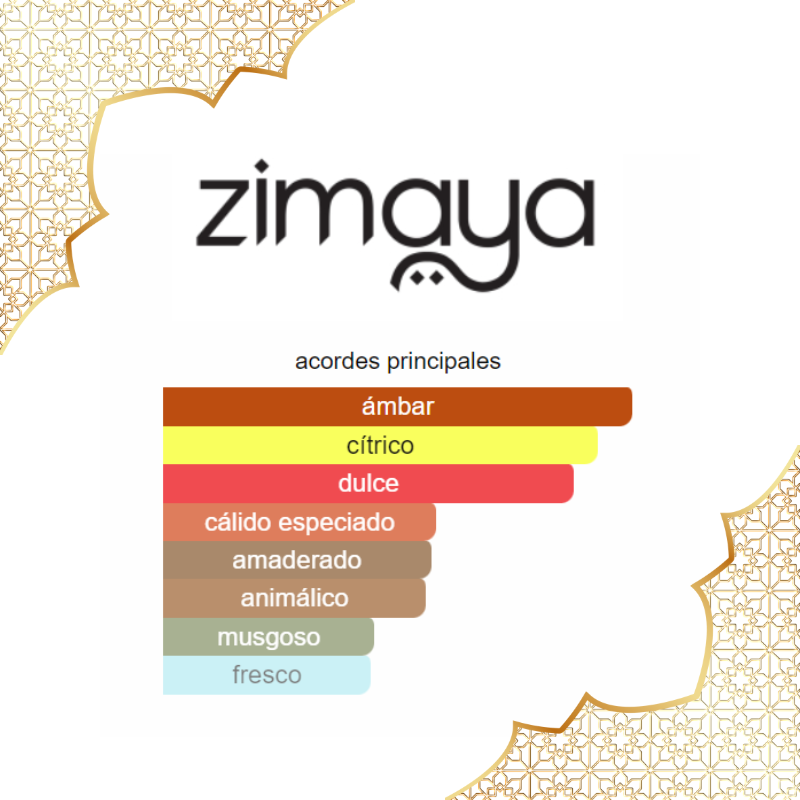 zimaya
acordes principales
ámbar
cítrico
dulce
cálido especiado
amaderado
animálico
musgoso
fresco